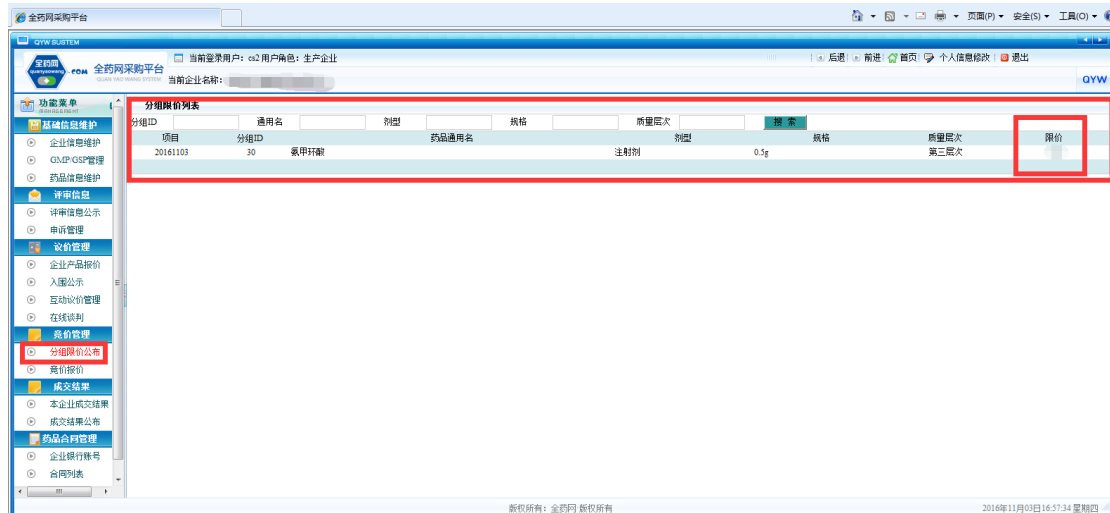 全药网采购平台
页面(P) 安全(S) 工具(O)
QYW SUSTEM
全药网
quanyaowang .COM 全药网采购平台
QUAN YAO WANG SYSTEM
当前登录用户：cs2 用户角色：生产企业
后退 前进 首页 个人信息修改 退出
当前企业名称：
QYW
功能菜单
基础信息维护
企业信息维护
GMP/GSP管理
药品信息维护
评审信息
评审信息公示
申诉管理
议价管理
企业产品报价
入围公示
互动议价管理
在线谈判
竞价管理
分组限价公布
竞价报价
成交结果
本企业成交结果
成交结果公布
药品合同管理
企业银行账号
合同列表
分组限价列表
分组ID 通用名 剂型 规格 质量层次 搜 索
项目 分组ID 药品通用名 剂型 规格 质量层次 限价
20161103 30 氨甲环酸 注射剂 0.5g 第三层次
版权所有：全药网 版权所有
2016年11月03日16:57:34 星期四